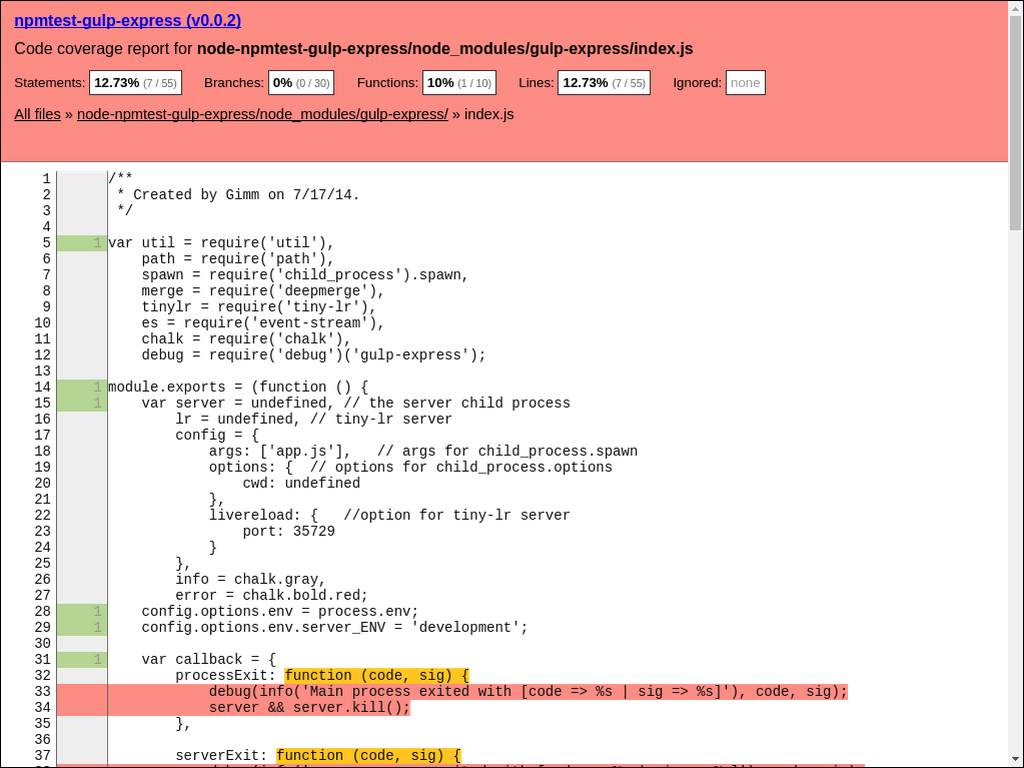 npmtest-gulp-express (v0.0.2)
Code coverage report for node-npmtest-gulp-express/node_modules/gulp-express/index.js
Statements: 12.73% (7 / 55) Branches: 0% (0 / 30) Functions: 10% (1 / 10) Lines: 12.73% (7 / 55) Ignored: none
All files » node-npmtest-gulp-express/node_modules/gulp-express/ » index.js
1 /**
2 * Created by Gimm on 7/17/14.
3 */
4
5 1 var util = require('util'),
6 path = require('path'),
7 spawn = require('child_process').spawn,
8 merge = require('deepmerge'),
9 tinylr = require('tiny-lr'),
10 es = require('event-stream'),
11 chalk = require('chalk'),
12 debug = require('debug')('gulp-express');
13
14 1 module.exports = (function () {
15 1 var server = undefined, // the server child process
16 lr = undefined, // tiny-lr server
17 config = {
18 args: ['app.js'], // args for child_process.spawn
19 options: { // options for child_process.options
20 cwd: undefined
21 },
22 livereload: { //option for tiny-lr server
23 port: 35729
24 }
25 },
26 info = chalk.gray,
27 error = chalk.bold.red;
28 1 config.options.env = process.env;
29 1 config.options.env.server_ENV = 'development';
30
31 1 var callback = {
32 processExit: function (code, sig) {
33 debug(info('Main process exited with [code => %s | sig => %s]'), code, sig);
34 server && server.kill();
35 },
36
37 serverExit: function (code, sig) {